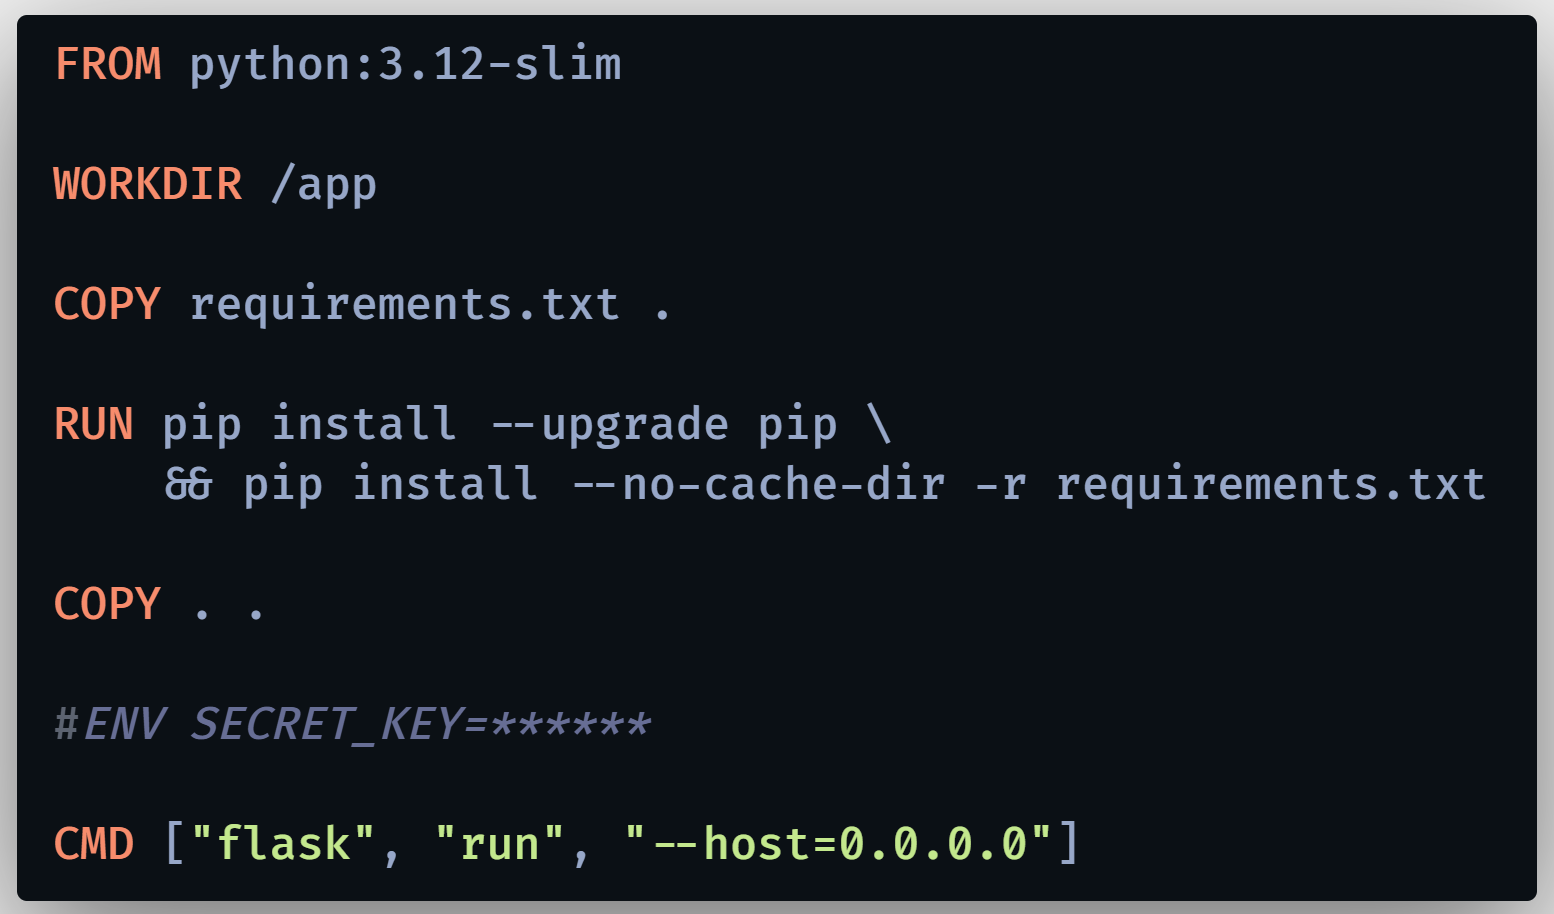 FROM python:3.12-slim
WORKDIR /app
COPY requirements.txt .
RUN pip install --upgrade pip \
    && pip install --no-cache-dir -r requirements.txt
COPY . .
#ENV SECRET_KEY=******
CMD ["flask", "run", "--host=0.0.0.0"]